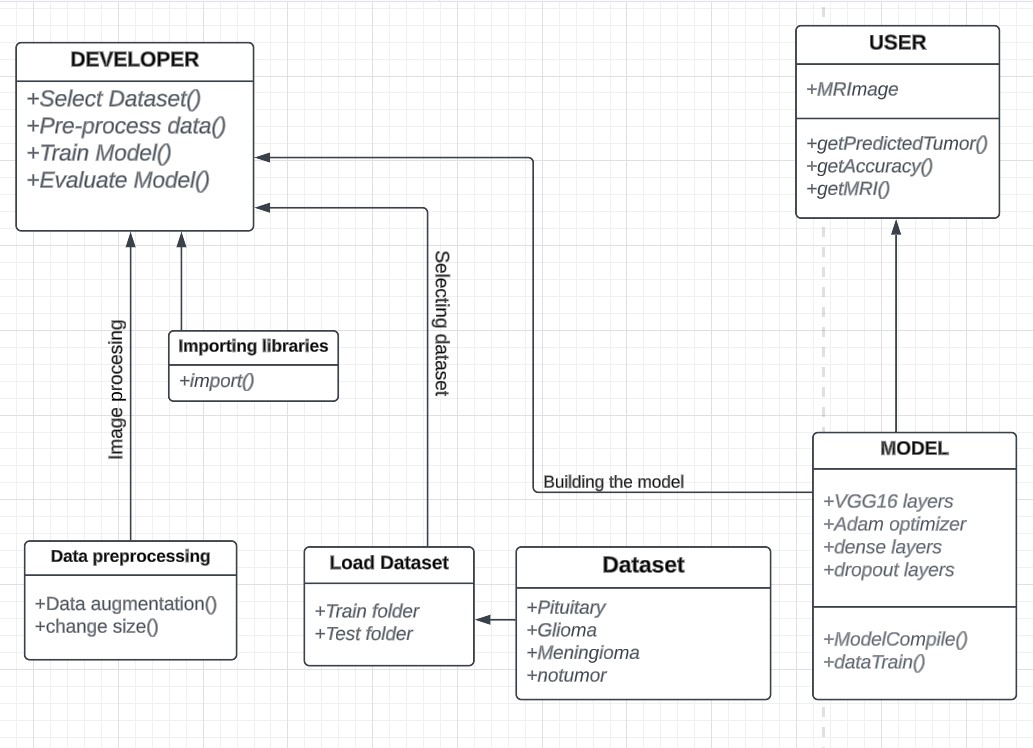 DEVELOPER
+Select Dataset()
+Pre-process data()
+Train Model()
+Evaluate Model()
USER
+MRImage
+getPredictedTumor()
+getAccuracy()
+getMRI()
Image procesing
Importing libraries
+import()
Selecting dataset
Building the model
MODEL
+VGG16 layers
+Adam optimizer
+dense layers
+dropout layers
+ModelCompile()
+dataTrain()
Data preprocessing
+Data augmentation()
+change size()
Load Dataset
+Train folder
+Test folder
Dataset
+Pituitary
+Glioma
+Meningioma
+notumor